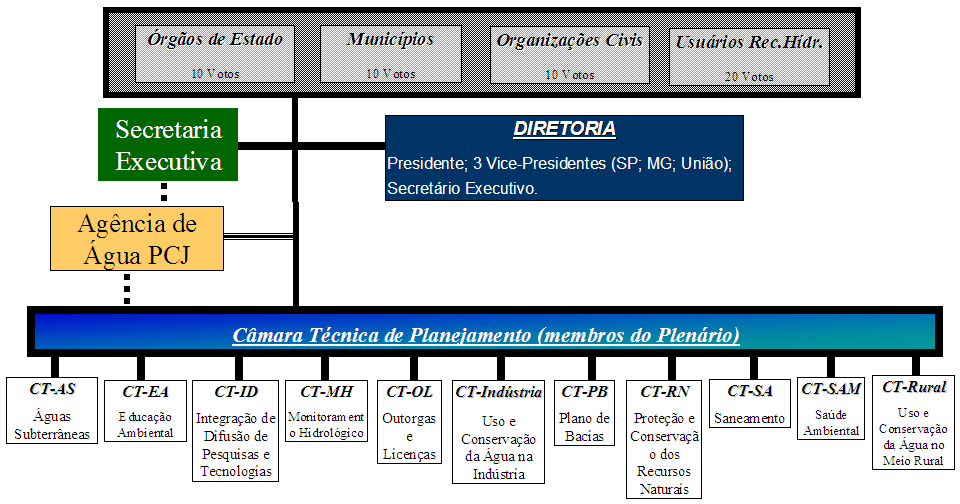 Órgãos de Estado
10 Votos
Municípios
10 Votos
Organizações Civis
10 Votos
Usuários Rec.Hídr.
20 Votos
Secretaria
Executiva
DIRETORIA
Presidente; 3 Vice-Presidentes (SP; MG; União);
Secretário Executivo.
Agência de
Água PCJ
Câmara Técnica de Planejamento (membros do Plenário)
CT-AS
Águas
Subterrâneas
CT-EA
Educação
Ambiental
CT-ID
Integração de
Difusão de
Pesquisas e
Tecnologias
CT-MH
Monitorament
o Hidrológico
CT-OL
Outorgas
e
Licenças
CT-Indústria
Uso e
Conservação
da Água na
Indústria
CT-PB
Plano de
Bacias
CT-RN
Proteção e
Conservaçã
o dos
Recursos
Naturais
CT-SA
Saneamento
CT-SAM
Saúde
Ambiental
CT-Rural
Uso e
Conservação
da Água no
Meio Rural